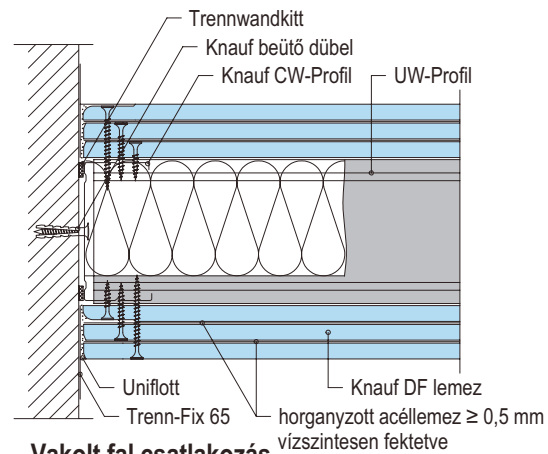 Trennwandkitt
Knauf beütő dübel
Knauf CW-Profil
UW-Profil
Uniflott
Knauf DF lemez
Trenn-Fix 65
horganyzott acéllemez ≥ 0,5 mm
vízszintesen fektetve
Vakolt fal csatlakozás